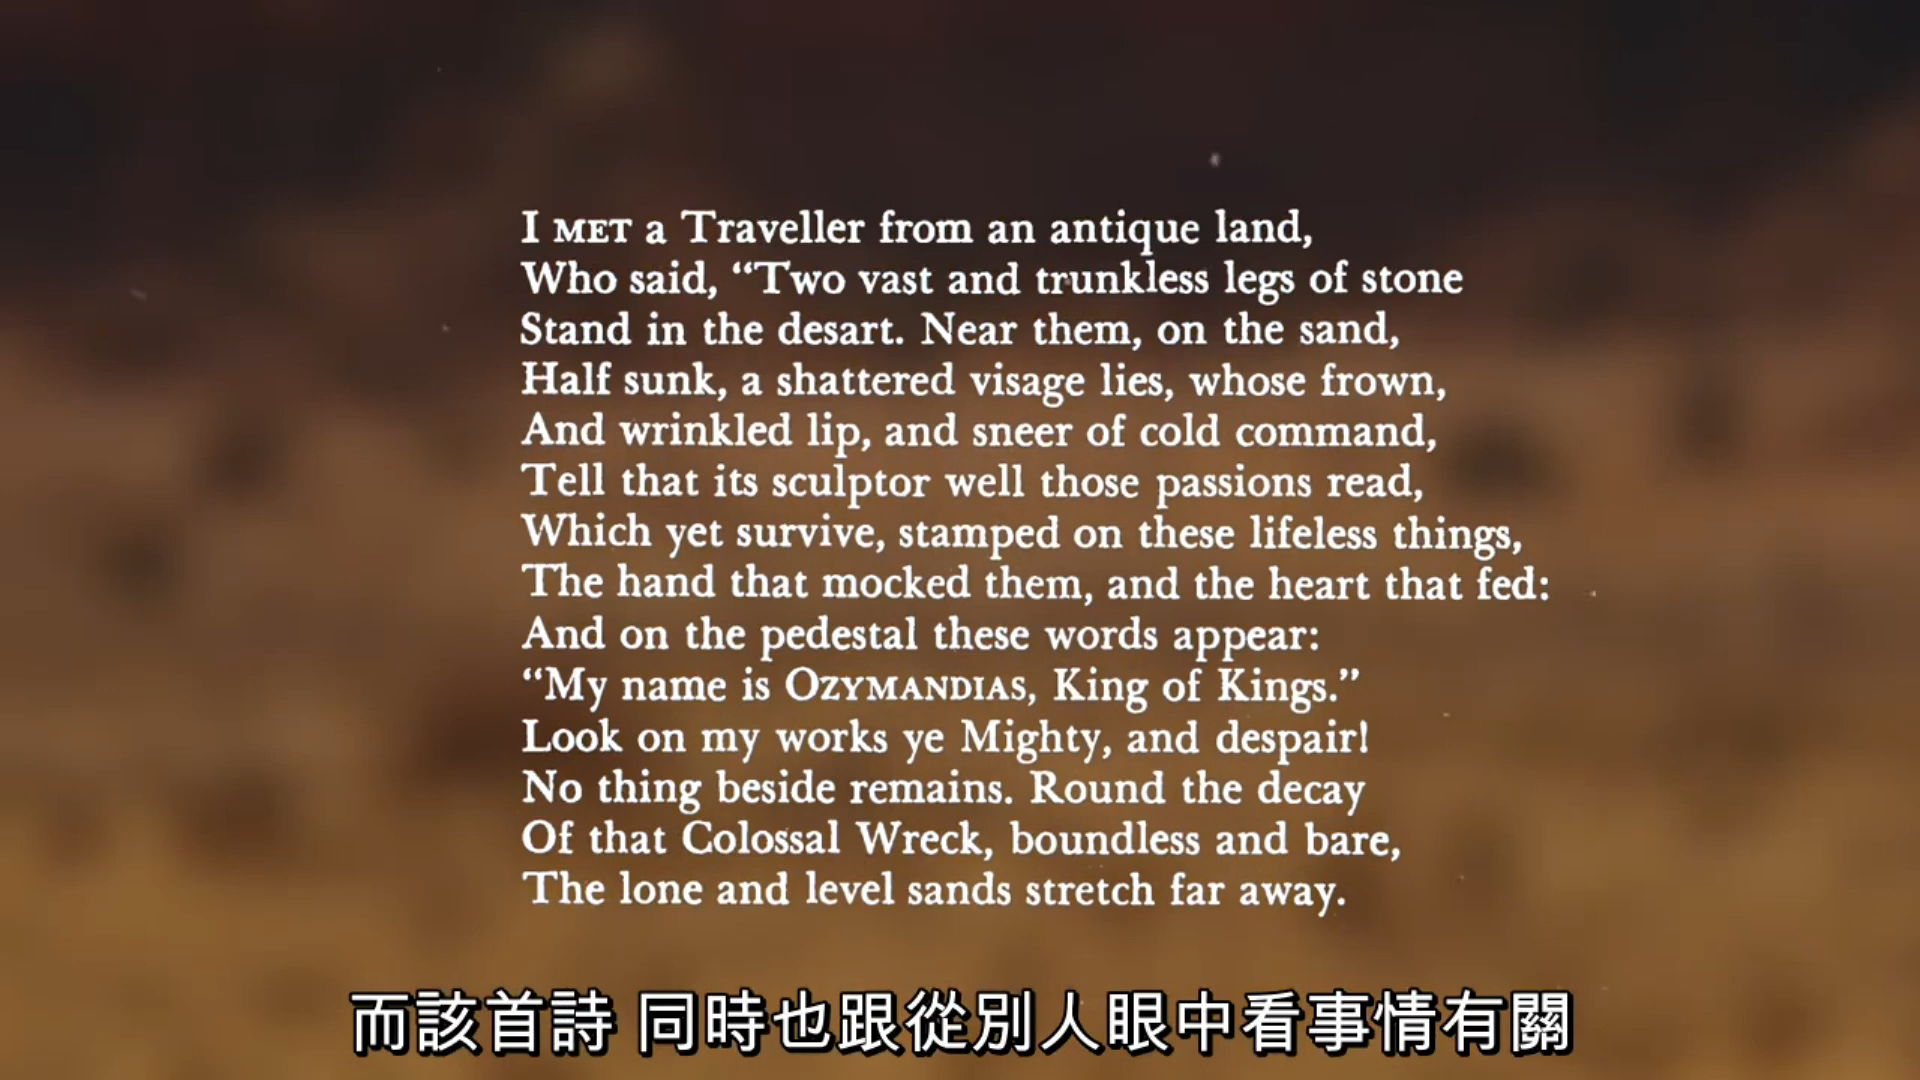 I MET a Traveller from an antique land,
Who said, “Two vast and trunkless legs of stone
Stand in the desart. Near them, on the sand,
Half sunk, a shattered visage lies, whose frown,
And wrinkled lip, and sneer of cold command,
Tell that its sculptor well those passions read,
Which yet survive, stamped on these lifeless things,
The hand that mocked them, and the heart that fed:
And on the pedestal these words appear:
“My name is OZYMANDIAS, King of Kings.”
Look on my works ye Mighty, and despair!
No thing beside remains. Round the decay
Of that Colossal Wreck, boundless and bare,
The lone and level sands stretch far away.
而該首詩 同時也跟從別人眼中看事情有關